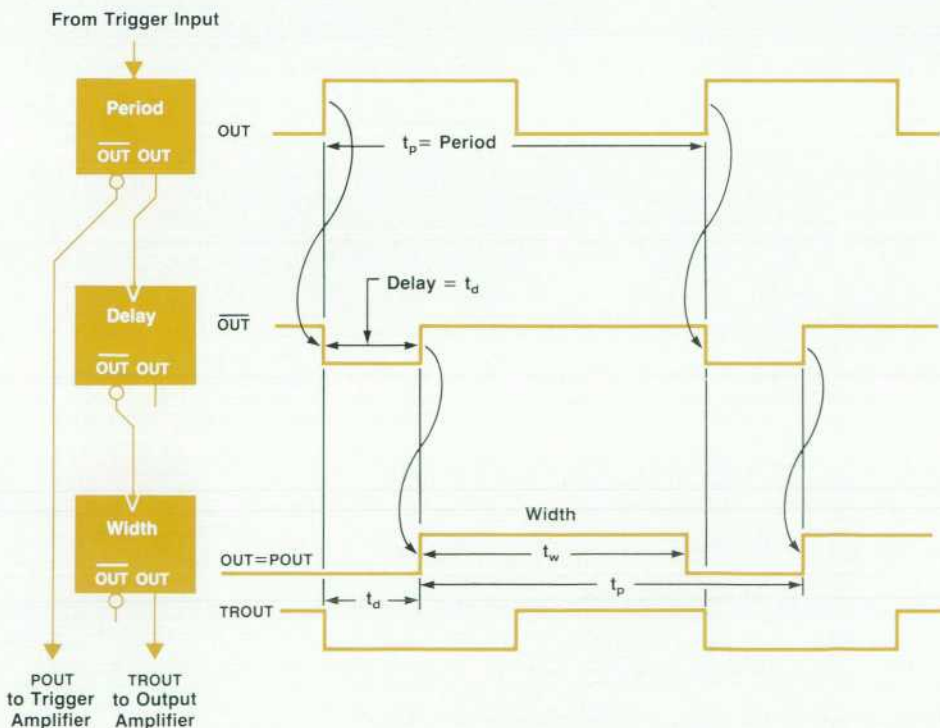 From Trigger Input
Period
OUT OUT
OUT
tp = Period
Delay
OUT OUT
OUT
Delay = td
Width
OUT OUT
Width
OUT=POUT
tw
tp
td
TROUT
POUT
to Trigger
Amplifier
TROUT
to Output
Amplifier